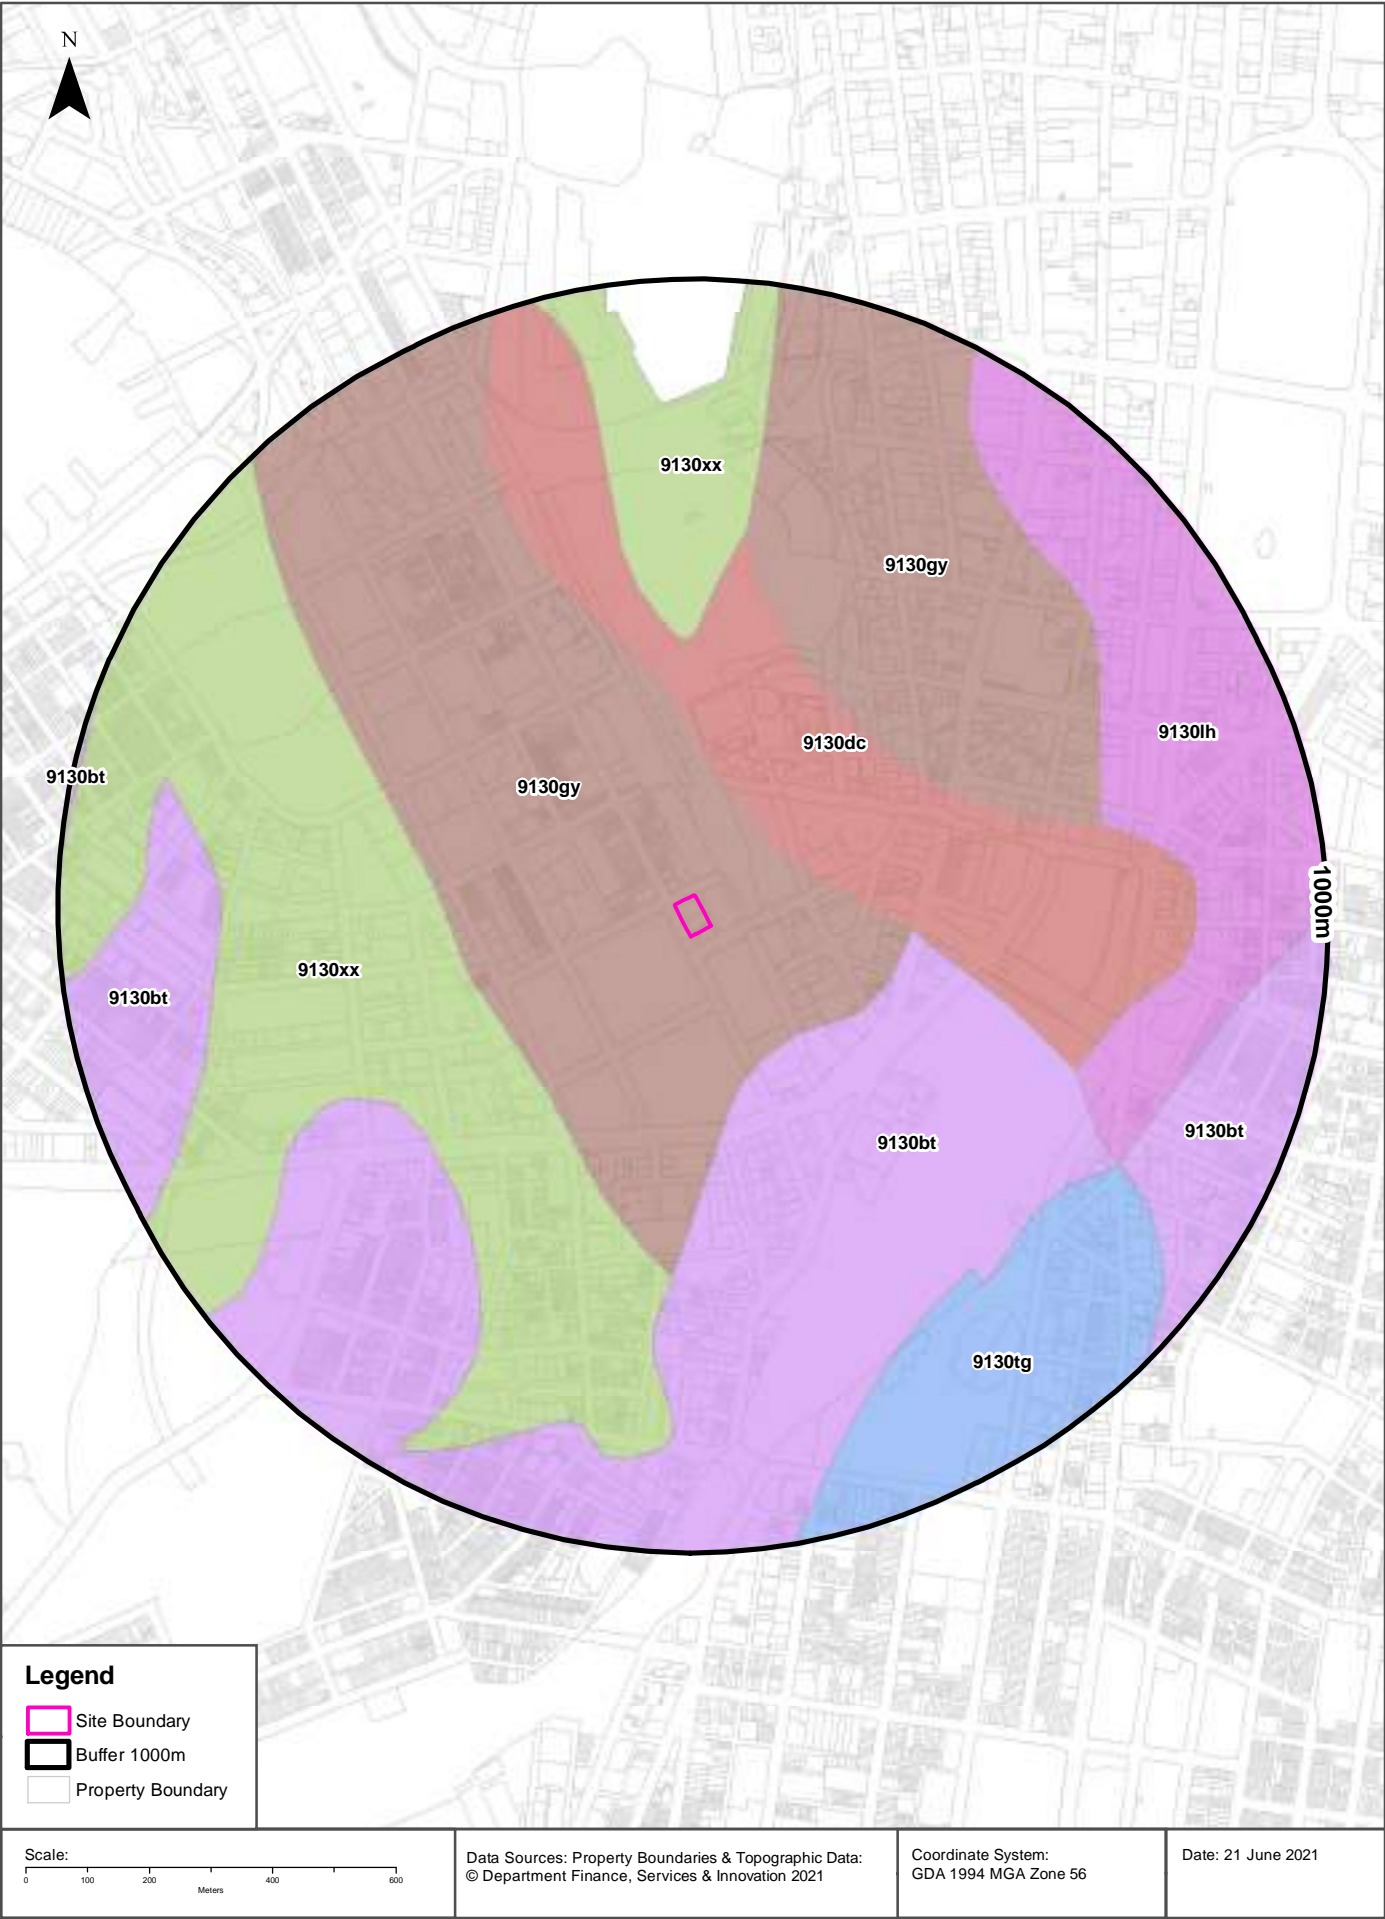 N
9130xx
9130gy
9130lh
9130dc
9130bt
9130gy
1000m
9130xx
9130bt
9130bt
9130bt
9130tg
Legend
Site Boundary
Buffer 1000m
Property Boundary
Scale:
0 100 200 400 600
Meters
Data Sources: Property Boundaries & Topographic Data:
© Department Finance, Services & Innovation 2021
Coordinate System:
GDA 1994 MGA Zone 56
Date: 21 June 2021